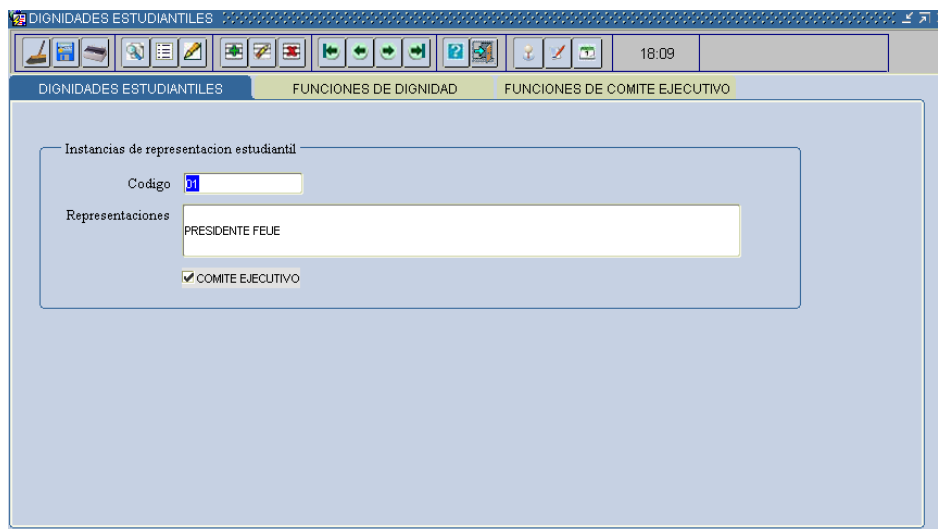 DIGNIDADES ESTUDIANTILES
18:09
DIGNIDADES ESTUDIANTILES FUNCIONES DE DIGNIDAD FUNCIONES DE COMITE EJECUTIVO
Instancias de representacion estudiantil
Codigo 01
Representaciones PRESIDENTE FEUE
COMITE EJECUTIVO